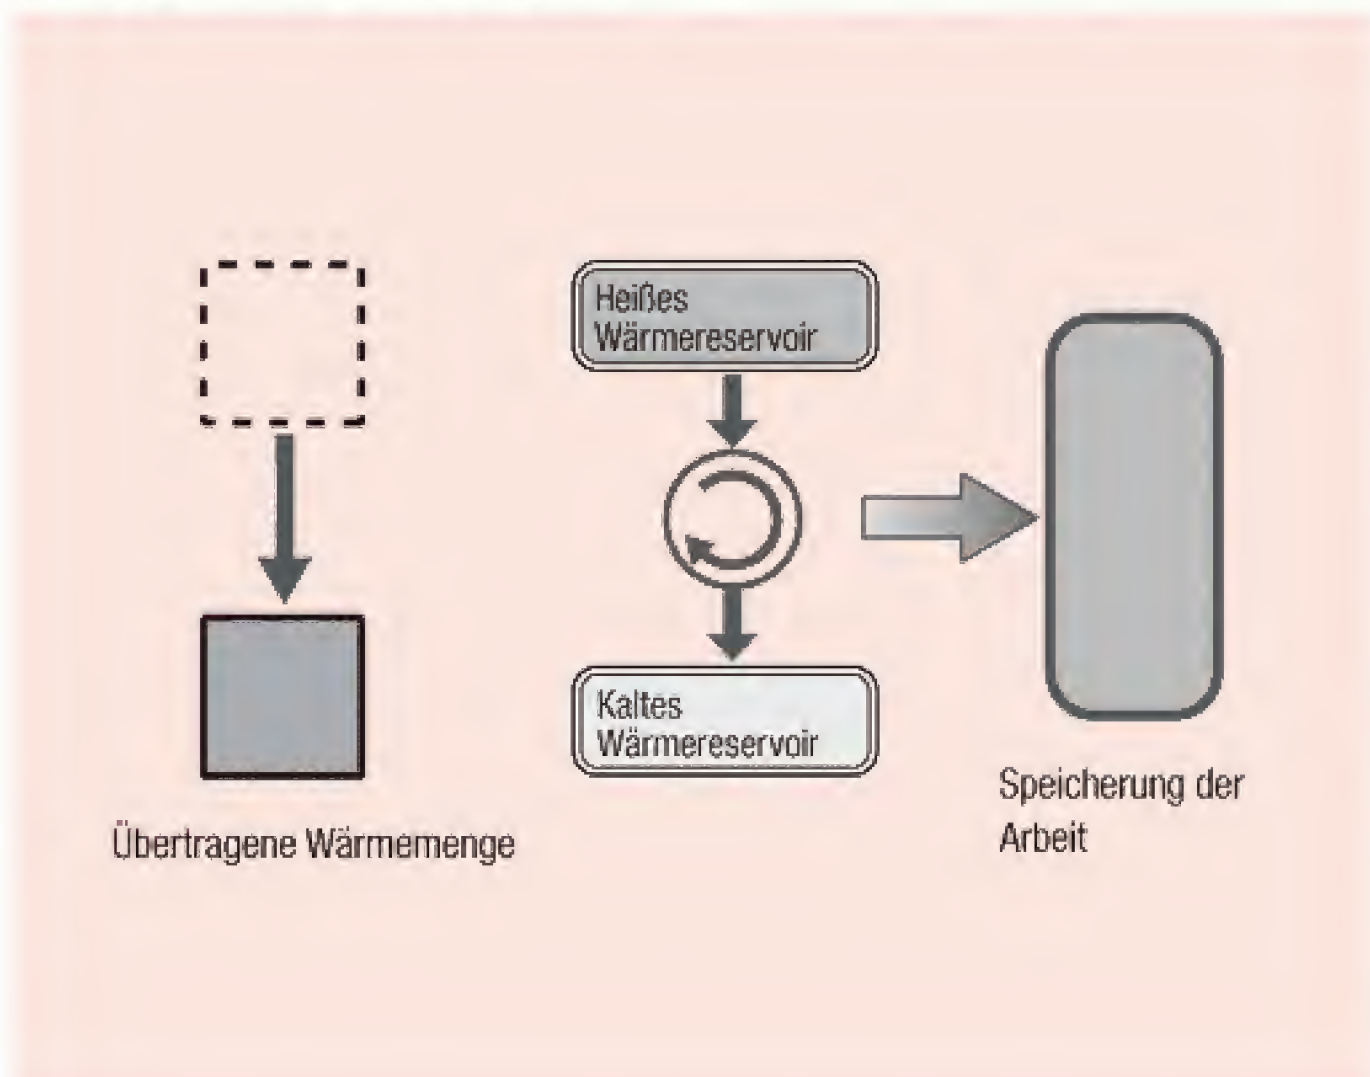 Heißes
Wärmereservoir
Kaltes
Wärmereservoir
Übertragene Wärmemenge
Speicherung der
Arbeit